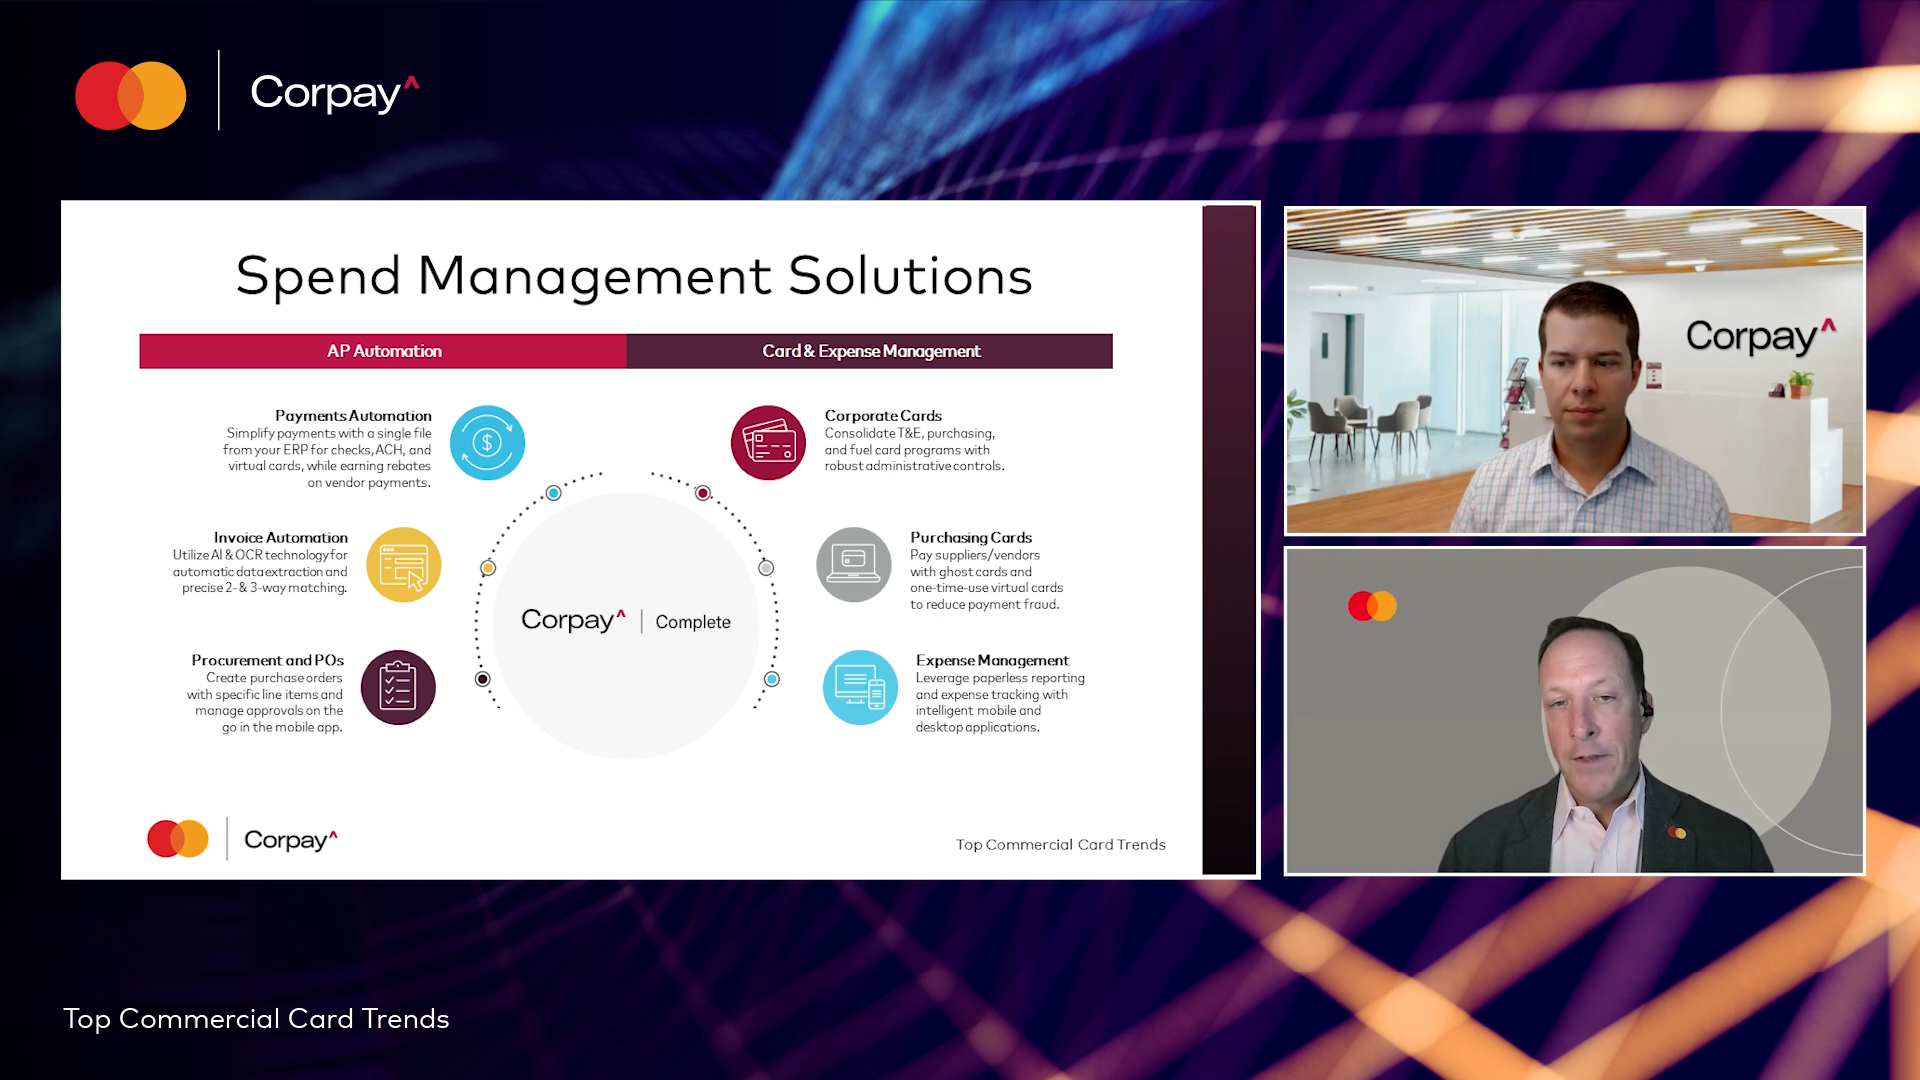 Corpay^
Spend Management Solutions
AP Automation
Card & Expense Management
Payments Automation
Simplify payments with a single file
from your ERP for checks, ACH, and
virtual cards, while earning rebates
on vendor payments.
Invoice Automation
Utilize AI & OCR technology for
automatic data extraction and
precise 2- & 3-way matching.
Procurement and POs
Create purchase orders
with specific line items and
manage approvals on the
go in the mobile app.
Corpay^ | Complete
Corporate Cards
Consolidate T&E, purchasing,
and fuel card programs with
robust administrative controls.
Purchasing Cards
Pay suppliers/vendors
with ghost cards and
one-time-use virtual cards
to reduce payment fraud.
Expense Management
Leverage paperless reporting
and expense tracking with
intelligent mobile and
desktop applications.
Corpay^
Top Commercial Card Trends
Corpay^
Top Commercial Card Trends